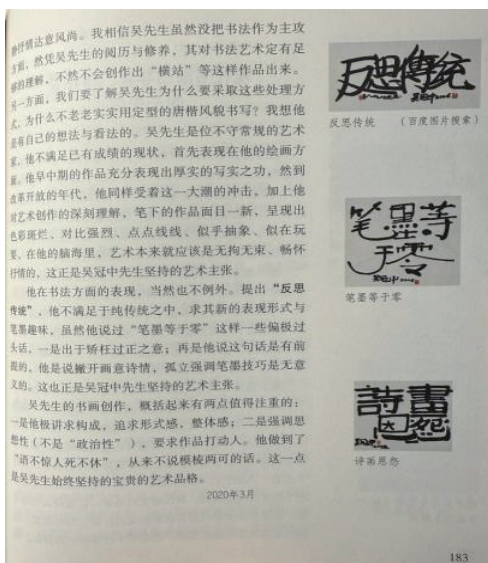 静抒情达意风尚。我相信吴先生虽然没把书法作为主攻
方面，然凭吴先生的阅历与修养，其对书法艺术定有足
够的理解，不然不会创作出“横站”等这样作品出来。
另一方面，我们要了解吴先生为什么要采取这些处理方
式，为什么不老老实实用定型的唐楷风貌书写？我想他
是有自己的想法与看法的。吴先生是位不守常规的艺术
家，他不满足已有成绩的现状，首先表现在他的绘画方
面。他早中期的作品充分表现出厚实的写实之功，然到
改革开放的年代，他同样受着这一大潮的冲击，加上他
对艺术创作的深刻理解，笔下的作品面目一新，呈现出
色彩斑斓、对比强烈、点点线线、似乎抽象、似在玩
耍，在他的脑海里，艺术本来就应该是无拘无束、畅怀
抒情的，这正是吴冠中先生坚持的艺术主张。
他在书法方面的表现，当然也不例外。提出“反思
传统”，他不满足于纯传统之中，求其新的表现形式与
笔墨趣味，虽然他说过“笔墨等于零”这样一些偏极过
头话，一是出于矫枉过正之意；再是他说这句话是有前
提的，他是说撇开画意诗情，孤立强调笔墨技巧是无意
义的。这也正是吴冠中先生坚持的艺术主张。
吴先生的书画创作，概括起来有两点值得注重的：
一是他极讲求构成，追求形式感，整体感；二是强调思
想性（不是“政治性”），要求作品打动人。他做到了
“语不惊人死不休”，从来不说模棱两可的话。这一点
是吴先生始终坚持的宝贵的艺术品格。
2020年3月
反思傳統
反思传统 （百度图片搜索）
笔墨等
于零
笔墨等于零
詩畫
恩怨
诗画恩怨
183